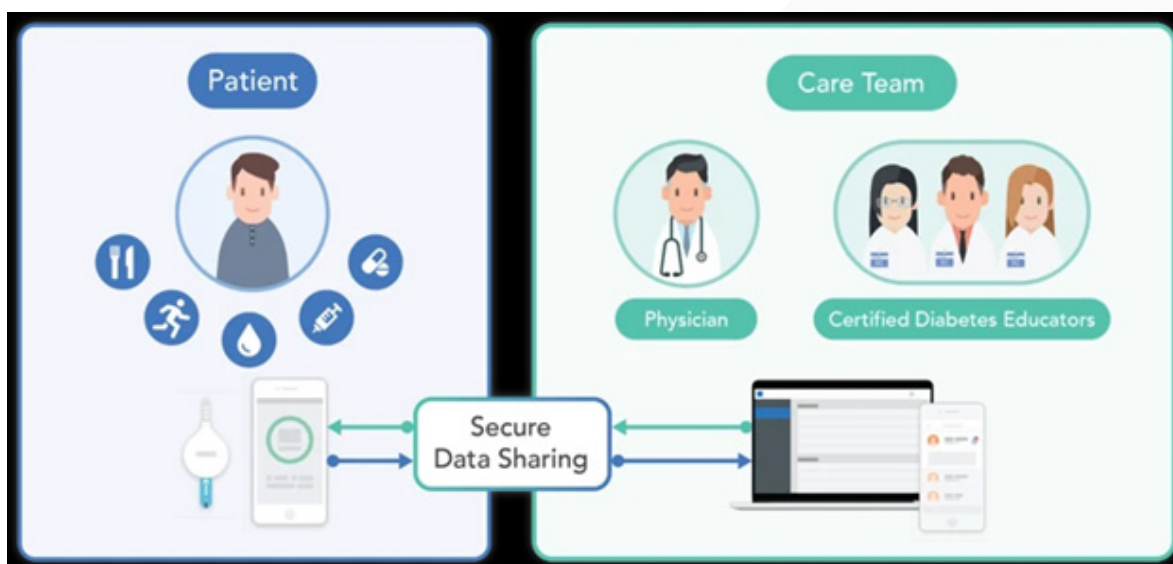 Patient
Care Team
Physician
Certified Diabetes Educators
Secure
Data Sharing